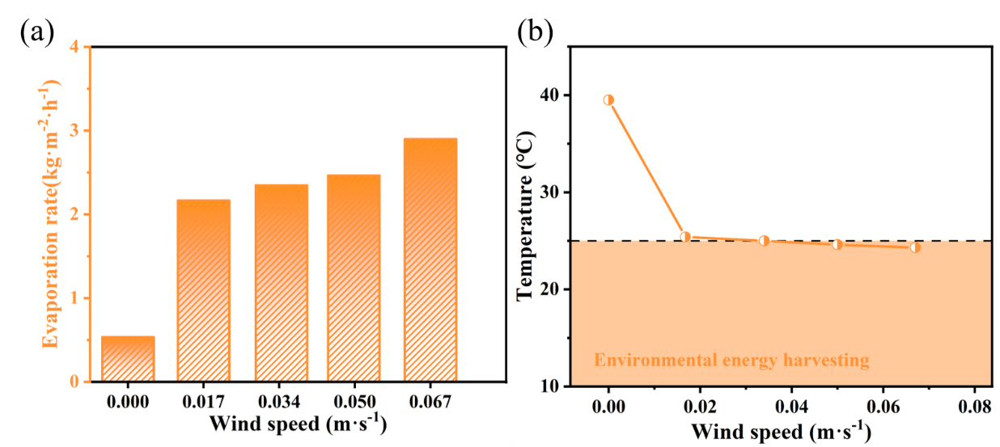 (a)
4
3
2
1
0
Evaporation rate(kg·m⁻²·h⁻¹)
0.000 0.017 0.034 0.050 0.067
Wind speed (m·s⁻¹)
(b)
40
30
20
10
Temperature (℃)
Environmental energy harvesting
0.00 0.02 0.04 0.06 0.08
Wind speed (m·s⁻¹)